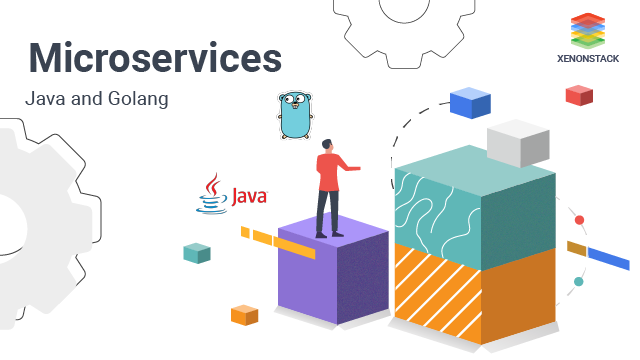 Microservices
XENONSTACK
Java and Golang
Java